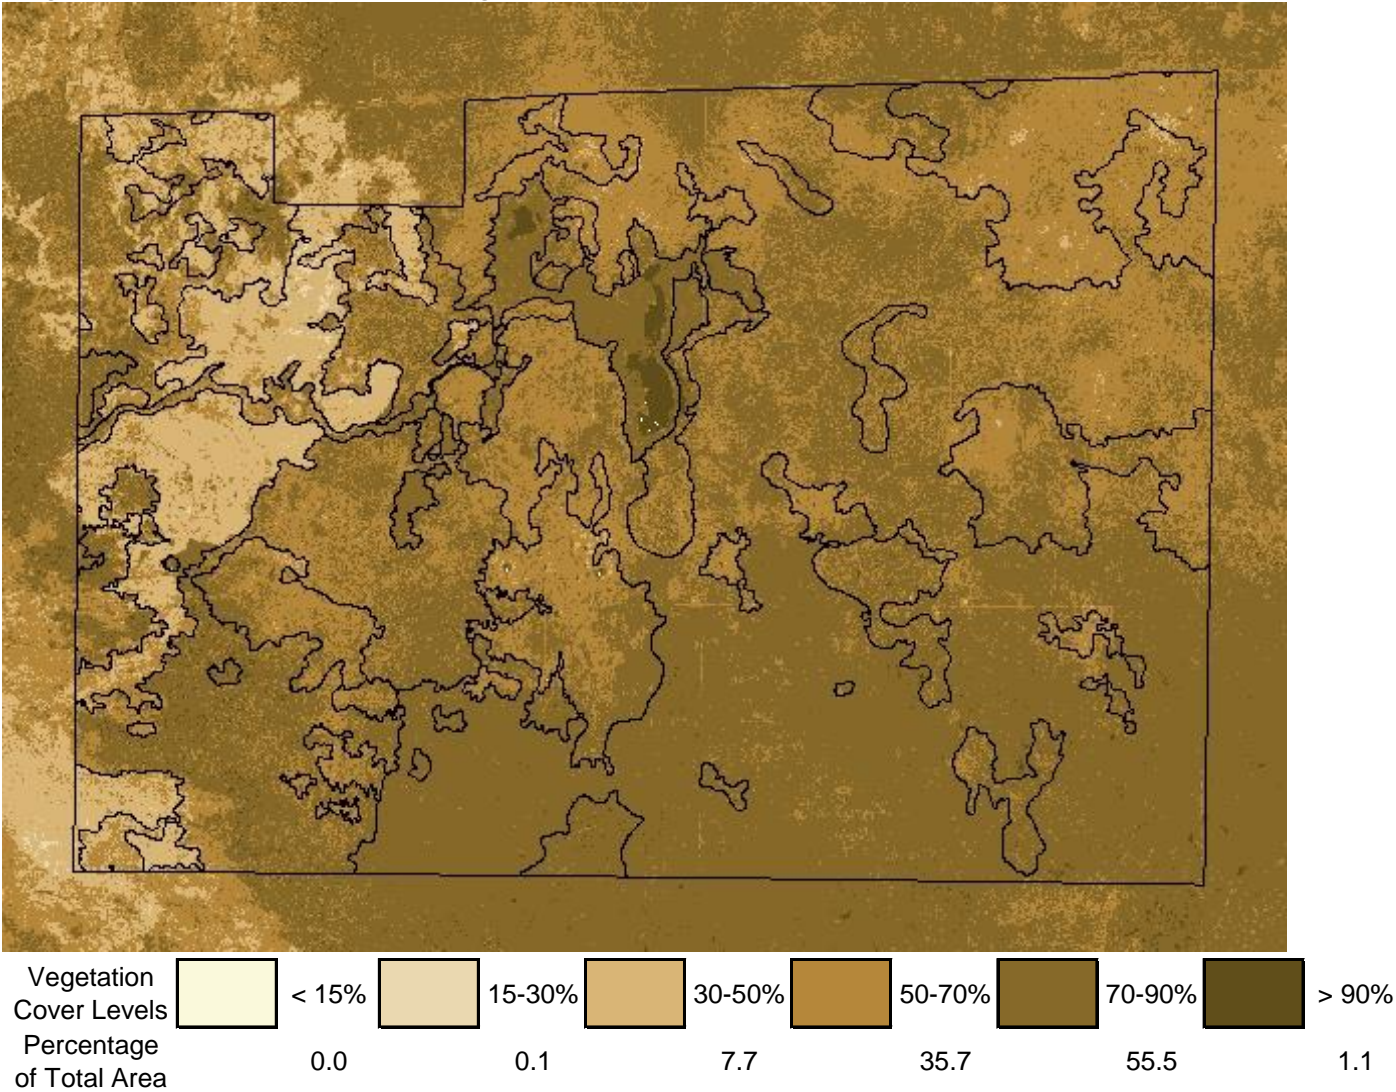 Vegetation
Cover Levels
< 15% 15-30% 30-50% 50-70% 70-90% > 90%
Percentage
of Total Area
0.0 0.1 7.7 35.7 55.5 1.1